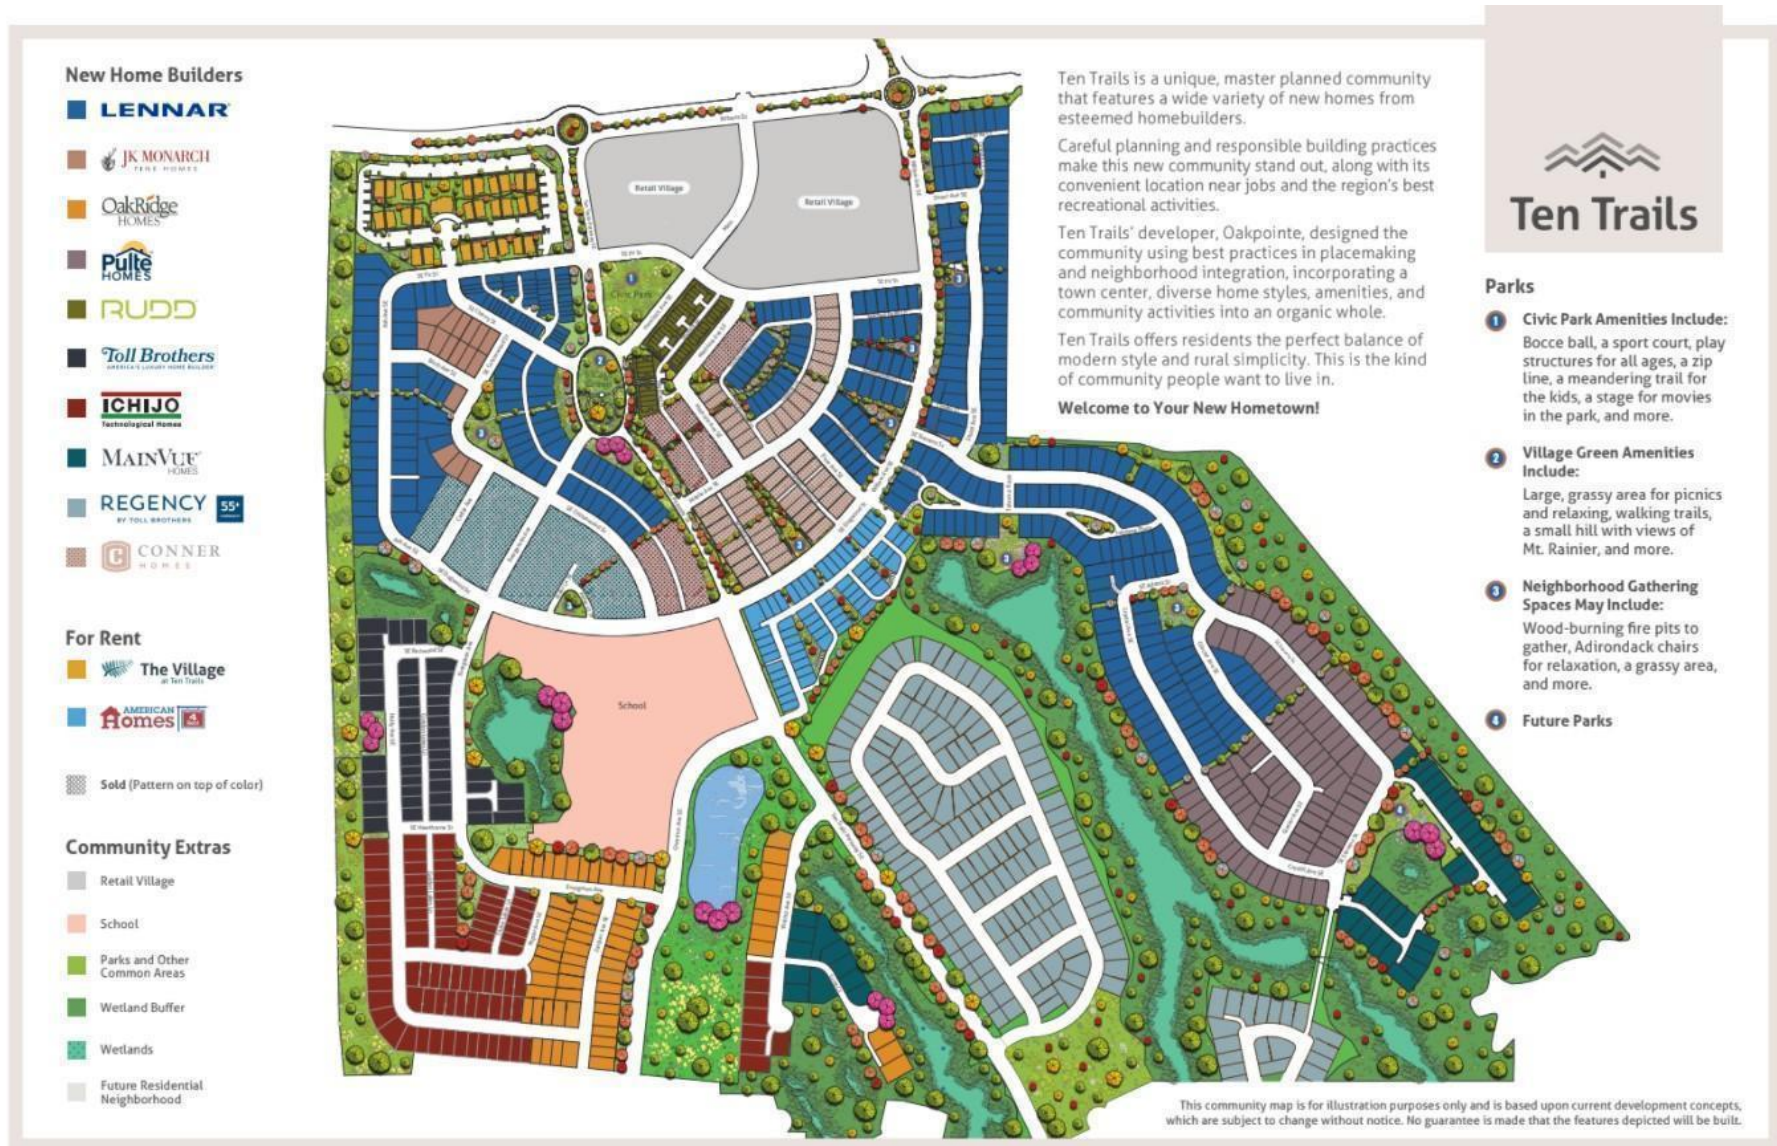 New Home Builders
LENNAR
JK MONARCH
FINE HOMES
OakRidge
HOMES
Pulte
HOMES
RUDD
Toll Brothers
AMERICA'S LUXURY HOME BUILDER
ICHIJO
Technological Homes
MAINVUE
HOMES
REGENCY
BY TOLL BROTHERS
55+
CONNER
HOMES
For Rent
The Village
at Ten Trails
AMERICAN
Homes 4
Sold (Pattern on top of color)
Community Extras
Retail Village
School
Parks and Other
Common Areas
Wetland Buffer
Wetlands
Future Residential
Neighborhood
Retail Village
Retail Village
Civic Park
School
Ten Trails is a unique, master planned community
that features a wide variety of new homes from
esteemed homebuilders.
Careful planning and responsible building practices
make this new community stand out, along with its
convenient location near jobs and the region's best
recreational activities.
Ten Trails' developer, Oakpointe, designed the
community using best practices in placemaking
and neighborhood integration, incorporating a
town center, diverse home styles, amenities, and
community activities into an organic whole.
Ten Trails offers residents the perfect balance of
modern style and rural simplicity. This is the kind
of community people want to live in.
Welcome to Your New Hometown!
Ten Trails
Parks
1 Civic Park Amenities Include:
Bocce ball, a sport court, play
structures for all ages, a zip
line, a meandering trail for
the kids, a stage for movies
in the park, and more.
2 Village Green Amenities
Include:
Large, grassy area for picnics
and relaxing, walking trails,
a small hill with views of
Mt. Rainier, and more.
3 Neighborhood Gathering
Spaces May Include:
Wood-burning fire pits to
gather, Adirondack chairs
for relaxation, a grassy area,
and more.
4 Future Parks
This community map is for illustration purposes only and is based upon current development concepts,
which are subject to change without notice. No guarantee is made that the features depicted will be built.